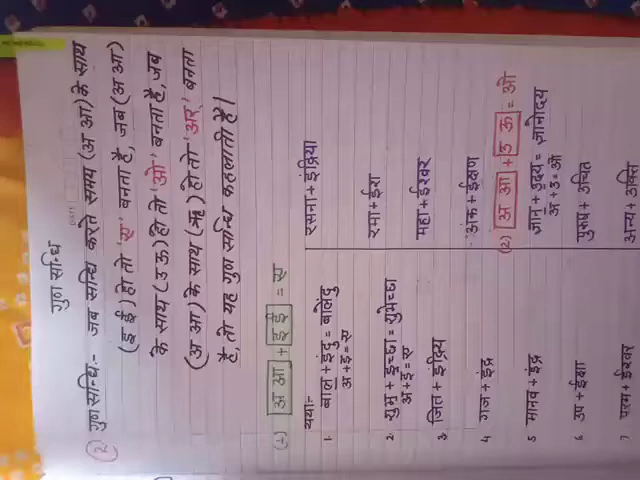 गुण सन्धि
(2) गुण सन्धि:- जब सन्धि करते समय (अ आ) के साथ
(इ ई) हो तो 'ए' बनता है, जब (अ आ)
के साथ (उ ऊ) हो तो 'ओ' बनता है, जब
(अ आ) के साथ (ऋ) हो तो 'अर्' बनता
है, तो यह गुण सन्धि कहलाती है।
(1) अ आ + इ ई = ए
यथा:-
1. बाल + इंदु = बालेंदु
अ + इ = ए
2. शुभ + इच्छा = शुभेच्छा
अ + इ = ए
3. जित + इंद्रिय
4 गज + इंद्र
5 मानव + इंद्र
6 उप + ईक्षा
7 परम + ईश्वर
रसना + इंद्रिया
रमा + ईश
महा + ईश्वर
अंक + ईक्षण
(2) अ आ + उ ऊ = ओ
ज्ञान + उदय = ज्ञानोदय
अ + उ = ओ
पुरुष + उचित
अन्य + उक्ति